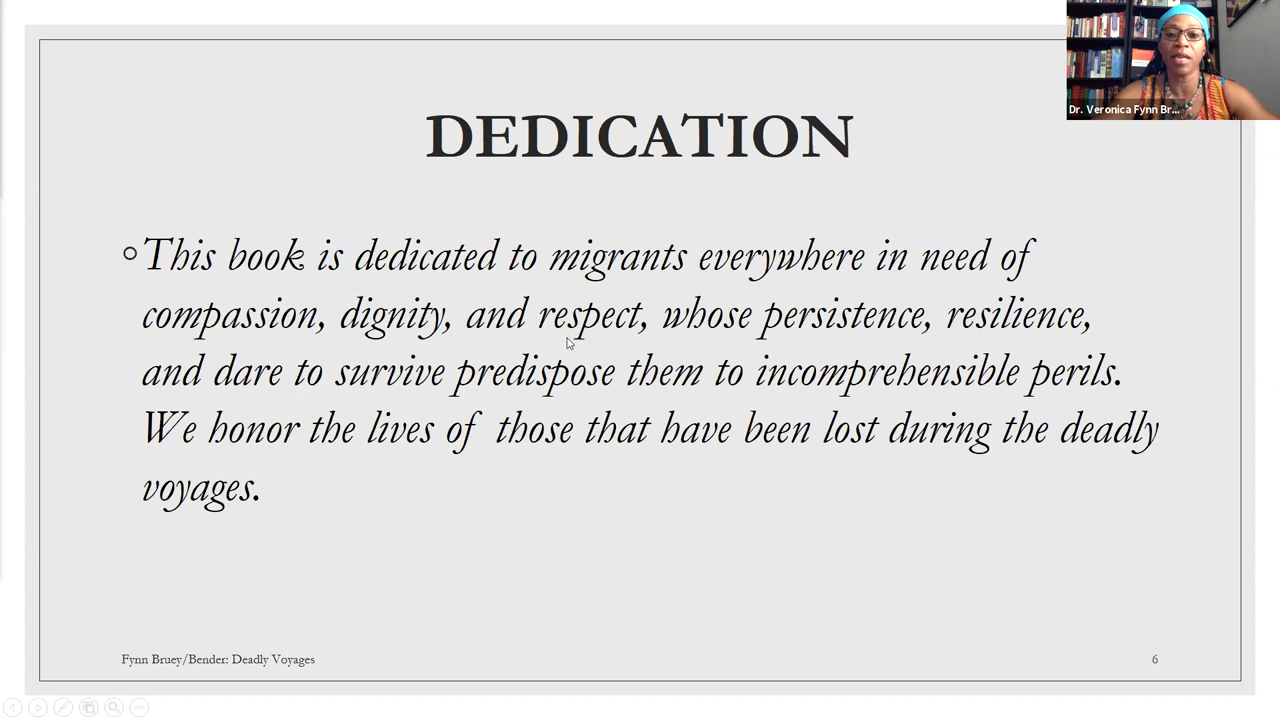 Dr. Veronica Fynn Br...
DEDICATION
This book is dedicated to migrants everywhere in need of
compassion, dignity, and respect, whose persistence, resilience,
and dare to survive predispose them to incomprehensible perils.
We honor the lives of those that have been lost during the deadly
voyages.
Fynn Bruey/Bender: Deadly Voyages
6